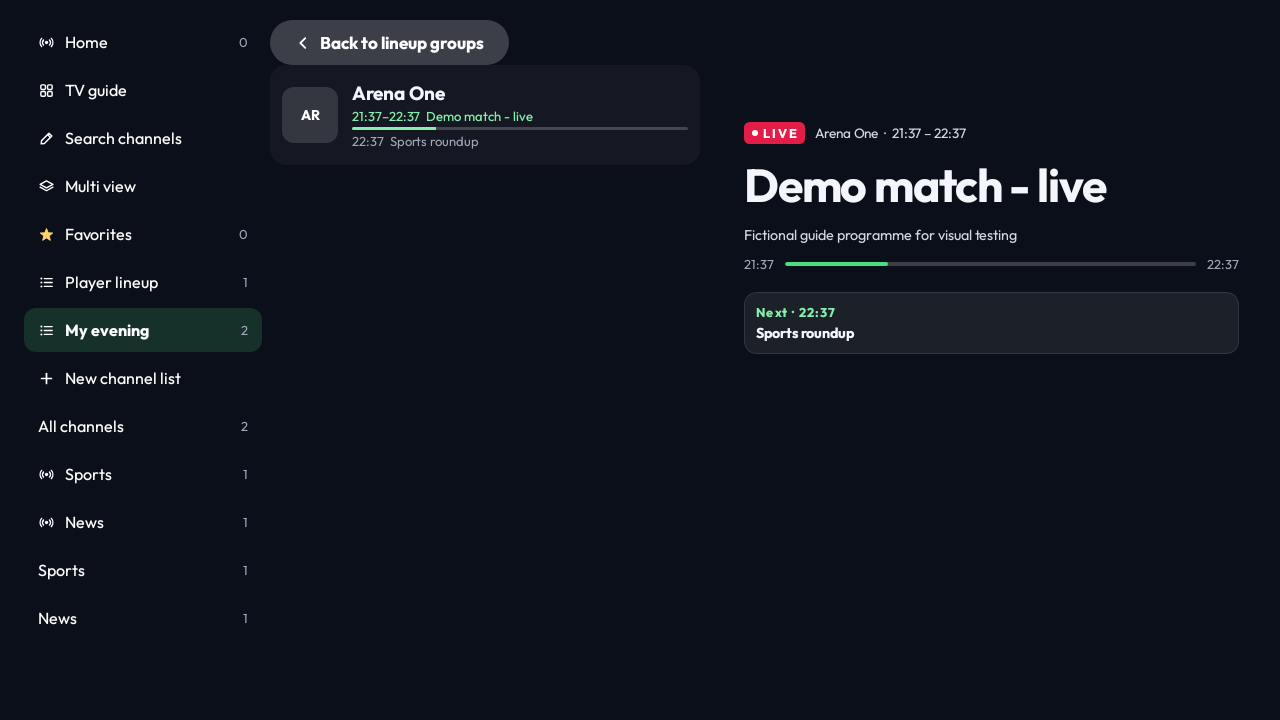 Home 0
TV guide
Search channels
Multi view
Favorites 0
Player lineup 1
My evening 2
New channel list
All channels 2
Sports 1
News 1
Sports 1
News 1
Back to lineup groups
AR
Arena One
21:37–22:37 Demo match - live
22:37 Sports roundup
LIVE Arena One · 21:37 – 22:37
Demo match - live
Fictional guide programme for visual testing
21:37 22:37
Next · 22:37
Sports roundup